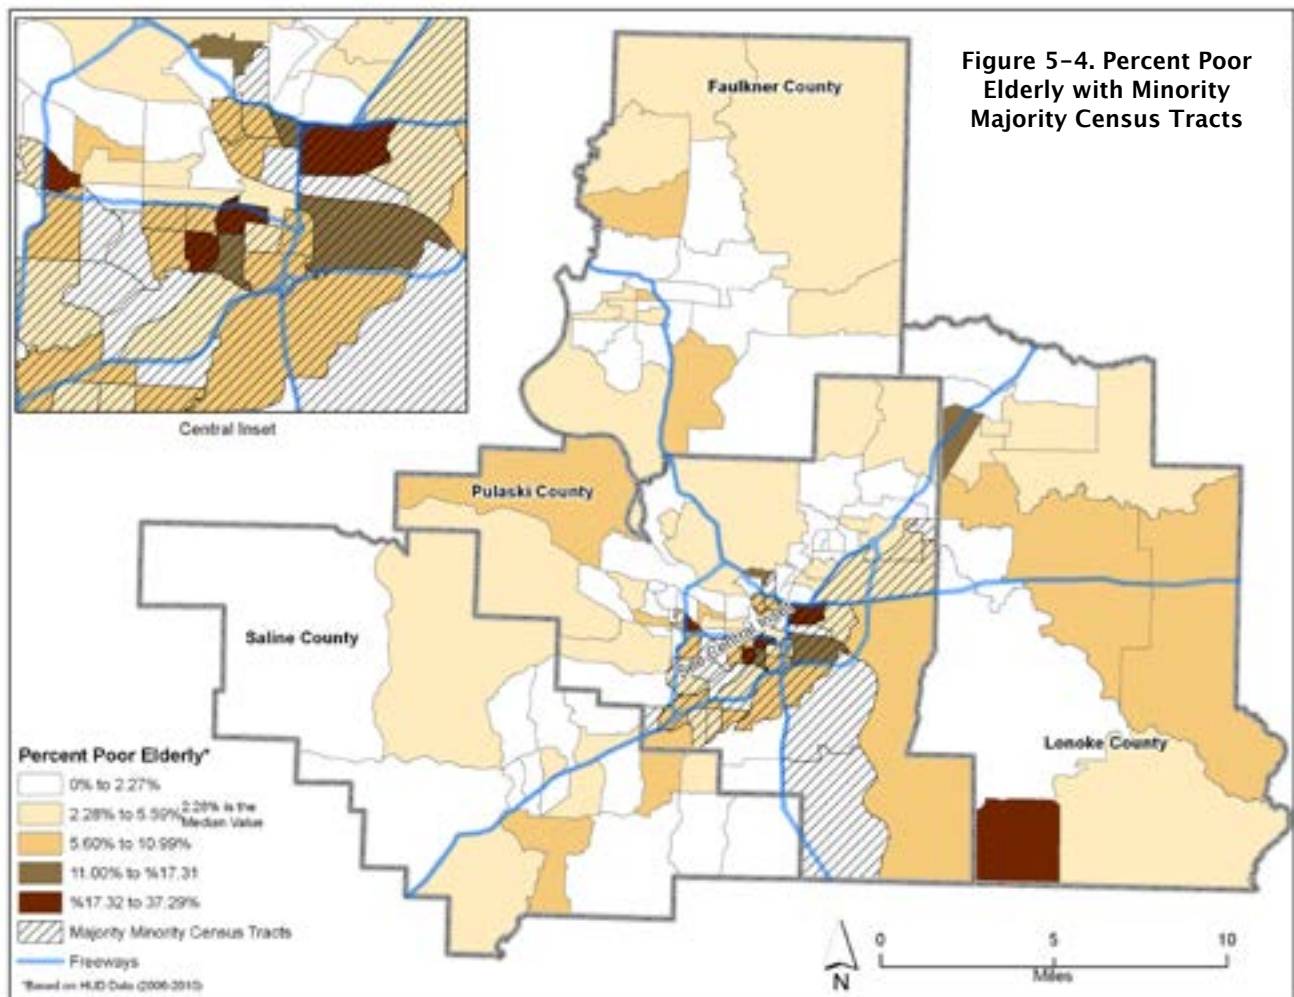 Figure 5-4. Percent Poor
Elderly with Minority
Majority Census Tracts
Faulkner County
Central Inset
Pulaski County
Saline County
See Central Inset
Lonoke County
Percent Poor Elderly*
0% to 2.27%
2.28% to 5.59%
2.28% is the
Median Value
5.60% to 10.99%
11.00% to %17.31
%17.32 to 37.29%
Majority Minority Census Tracts
Freeways
*Based on HUD Data (2006-2010)
N
0 5 10
Miles